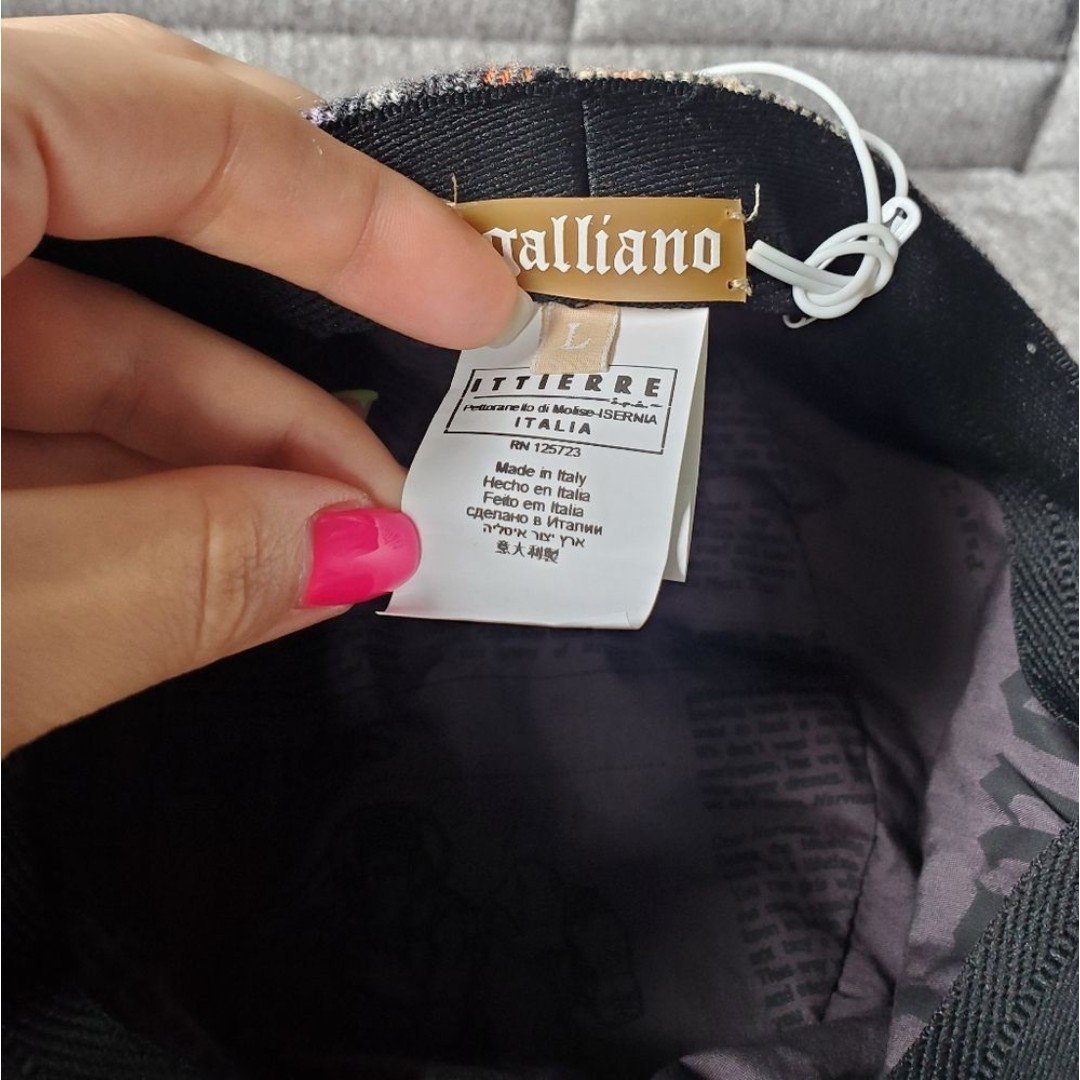 galliano
L
ITTIERRE
s.p.a.
Pettoranello di Molise-ISERNIA
ITALIA
RN 125723
Made in Italy
Hecho en Italia
Feito em Italia
сделано в Италии
ארץ יצור איטליה
意大利製